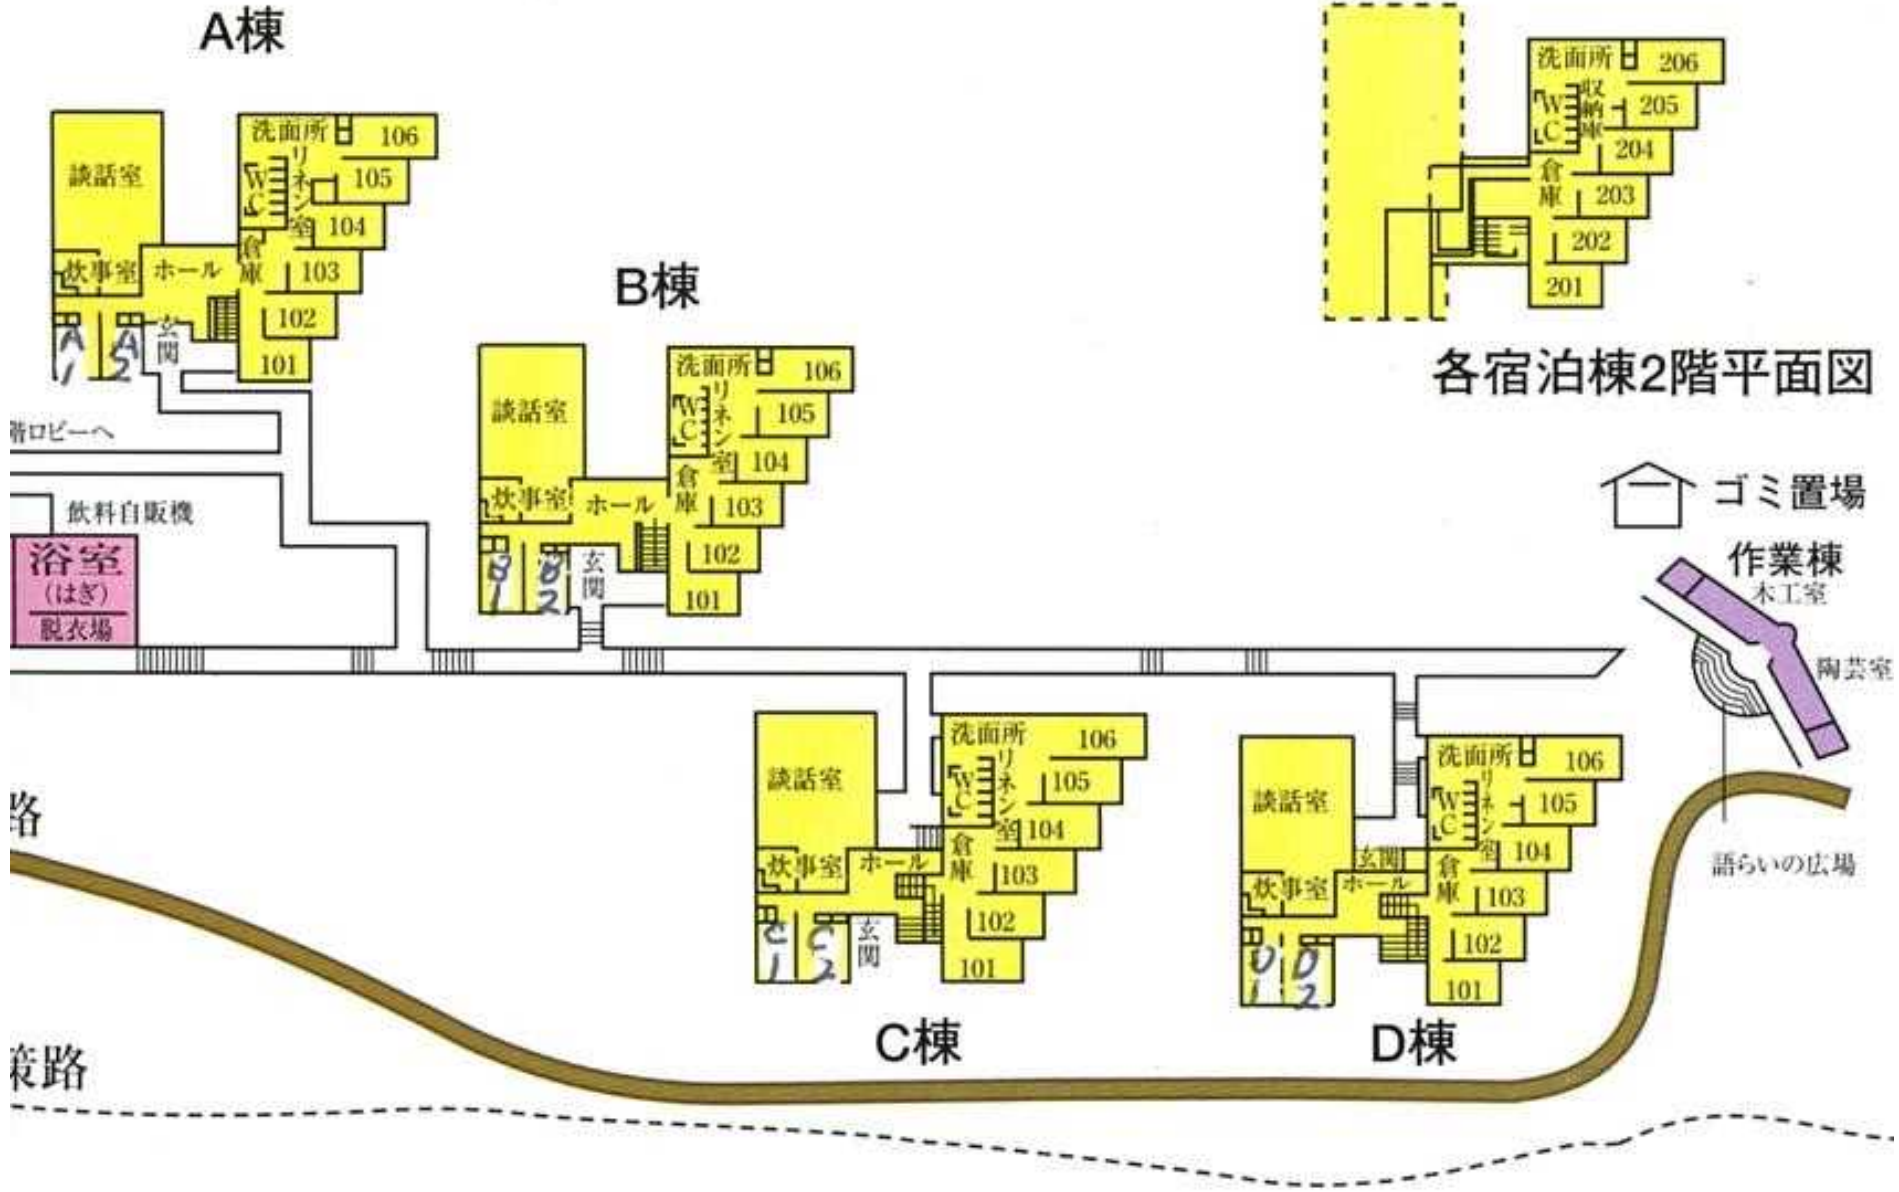 A棟
洗面所
106
リネン室
105
談話室
WC
104
倉庫
103
炊事室
ホール
102
玄関
101
A1
A2
階ロビーへ
飲料自販機
浴室
(はぎ)
脱衣場
B棟
洗面所
106
リネン室
105
談話室
WC
104
倉庫
103
炊事室
ホール
102
玄関
101
B1
B2
洗面所
206
収納庫
205
WC
204
倉庫
203
202
201
各宿泊棟2階平面図
ゴミ置場
作業棟
木工室
陶芸室
語らいの広場
洗面所
106
リネン室
105
談話室
WC
104
倉庫
103
炊事室
ホール
102
玄関
101
C1
C2
C棟
洗面所
106
リネン室
105
談話室
WC
104
玄関
倉庫
103
炊事室
ホール
102
101
D1
D2
D棟
路
策路